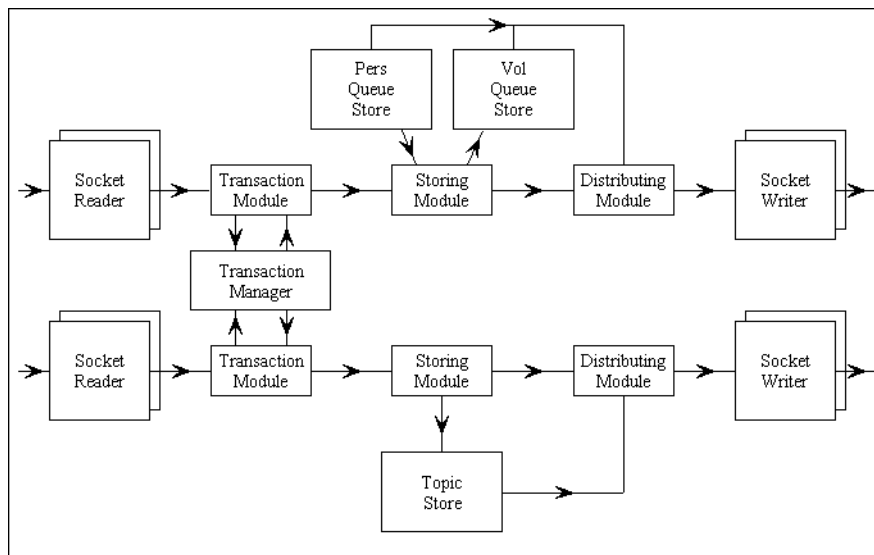 Pers
Queue
Store
Vol
Queue
Store
Socket
Reader
Transaction
Module
Storing
Module
Distributing
Module
Socket
Writer
Transaction
Manager
Socket
Reader
Transaction
Module
Storing
Module
Distributing
Module
Socket
Writer
Topic
Store